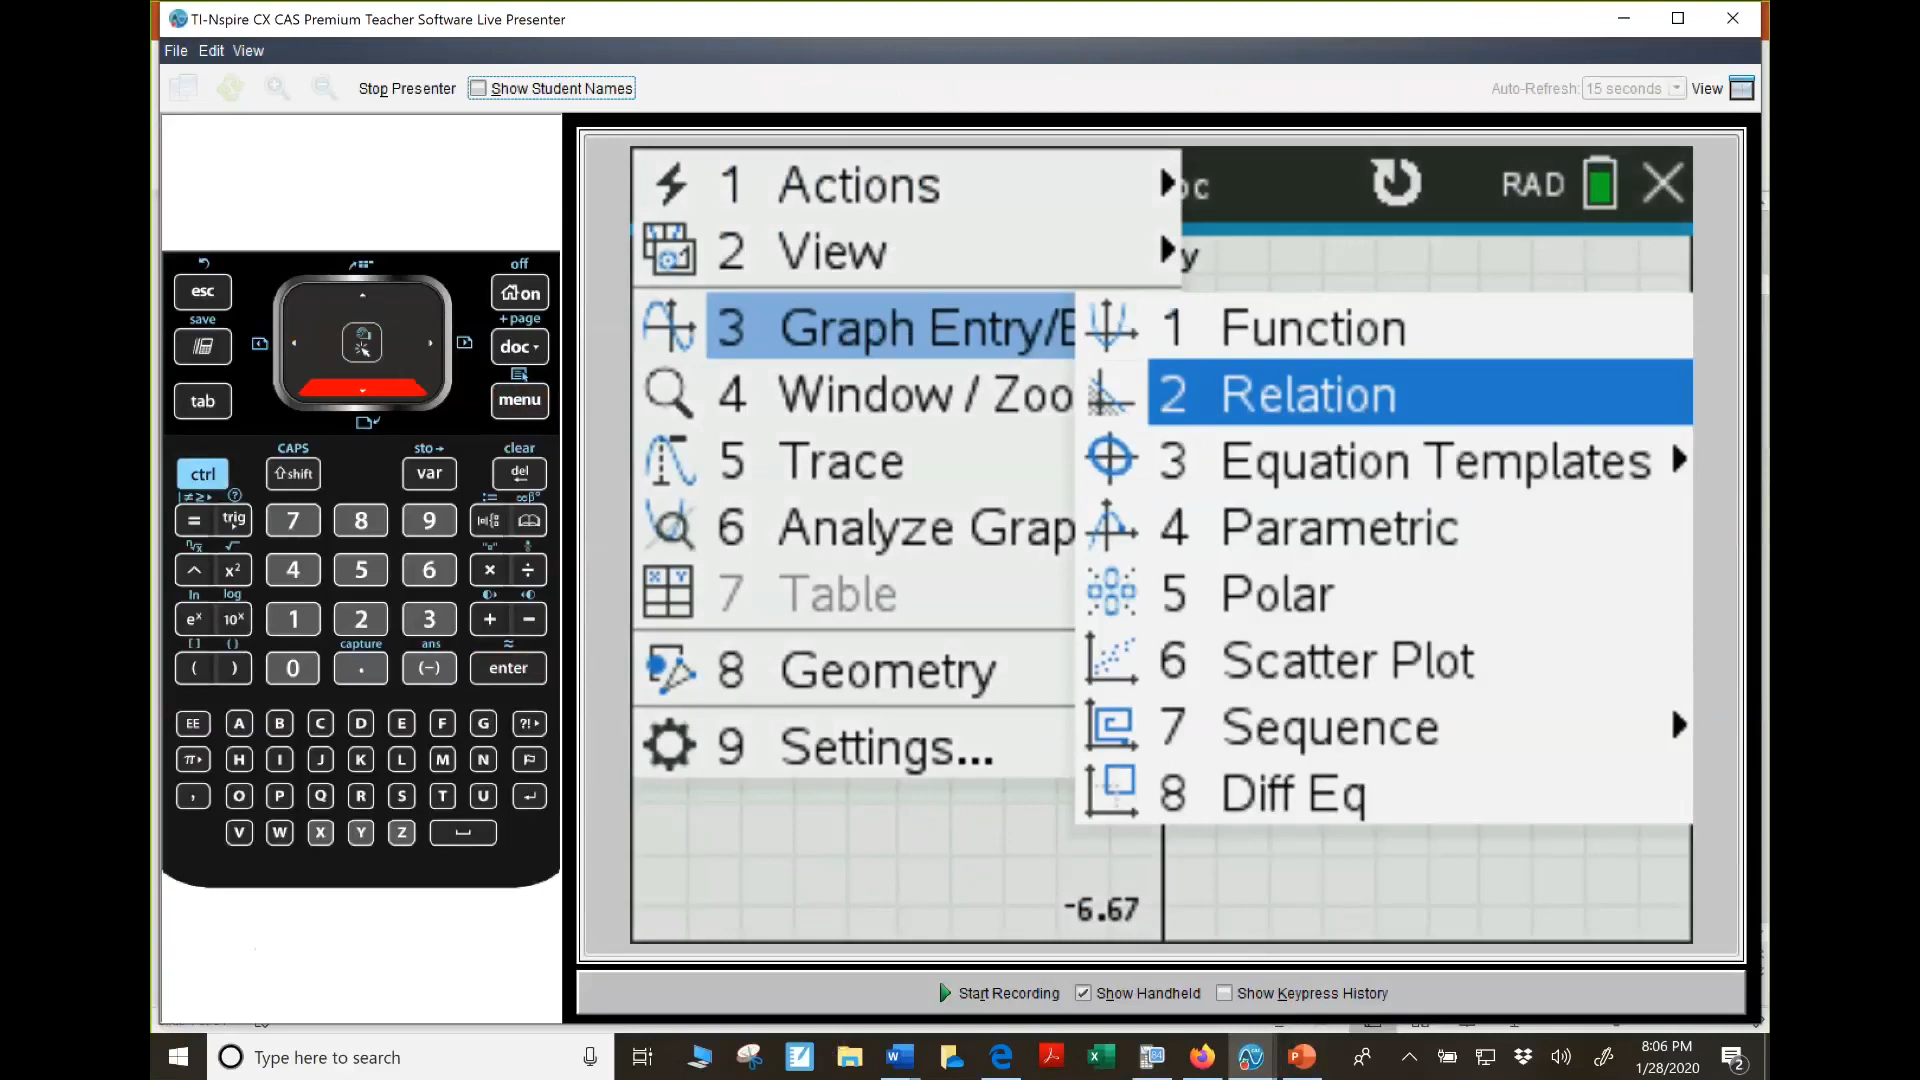 TI-Nspire CX CAS Premium Teacher Software Live Presenter
File Edit View
Stop Presenter Show Student Names Auto-Refresh: 15 seconds View
1 Actions
2 View
3 Graph Entry/E
4 Window / Zoo
5 Trace
6 Analyze Grap
7 Table
8 Geometry
9 Settings...
1 Function
2 Relation
3 Equation Templates
4 Parametric
5 Polar
6 Scatter Plot
7 Sequence
8 Diff Eq
RAD
y
-6.67
off
esc on
save + page
doc
tab menu
CAPS sto→ clear
ctrl shift var del
= trig 7 8 9
^ x² 4 5 6 × ÷
ln log
eˣ 10ˣ 1 2 3 + −
[ ] { } capture ans ≈
( ) 0 . (−) enter
EE A B C D E F G ?!
π H I J K L M N
, O P Q R S T U
V W X Y Z
Start Recording Show Handheld Show Keypress History
Type here to search
8:06 PM
1/28/2020
2